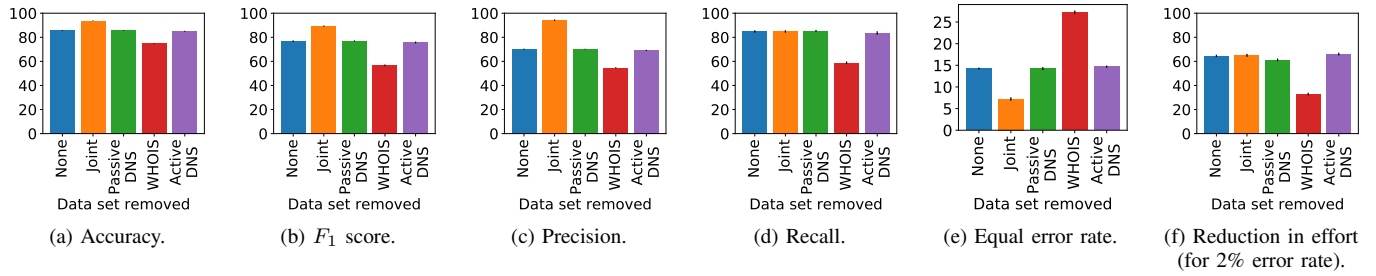 100
80
60
40
20
0
None
Joint
Passive
DNS
WHOIS
Active
DNS
Data set removed
(a) Accuracy.
100
80
60
40
20
0
None
Joint
Passive
DNS
WHOIS
Active
DNS
Data set removed
(b) F1 score.
100
80
60
40
20
0
None
Joint
Passive
DNS
WHOIS
Active
DNS
Data set removed
(c) Precision.
100
80
60
40
20
0
None
Joint
Passive
DNS
WHOIS
Active
DNS
Data set removed
(d) Recall.
25
20
15
10
5
0
None
Joint
Passive
DNS
WHOIS
Active
DNS
Data set removed
(e) Equal error rate.
100
80
60
40
20
0
None
Joint
Passive
DNS
WHOIS
Active
DNS
Data set removed
(f) Reduction in effort
(for 2% error rate).